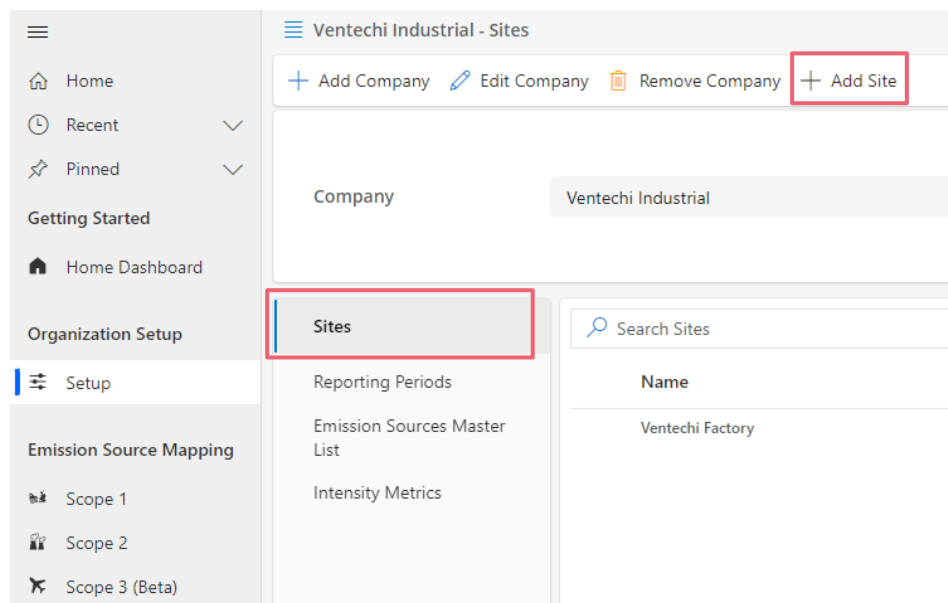 Home
Recent
Pinned
Getting Started
Home Dashboard
Organization Setup
Setup
Emission Source Mapping
Scope 1
Scope 2
Scope 3 (Beta)
Ventechi Industrial - Sites
Add Company Edit Company Remove Company Add Site
Company Ventechi Industrial
Sites
Reporting Periods
Emission Sources Master
List
Intensity Metrics
Search Sites
Name
Ventechi Factory